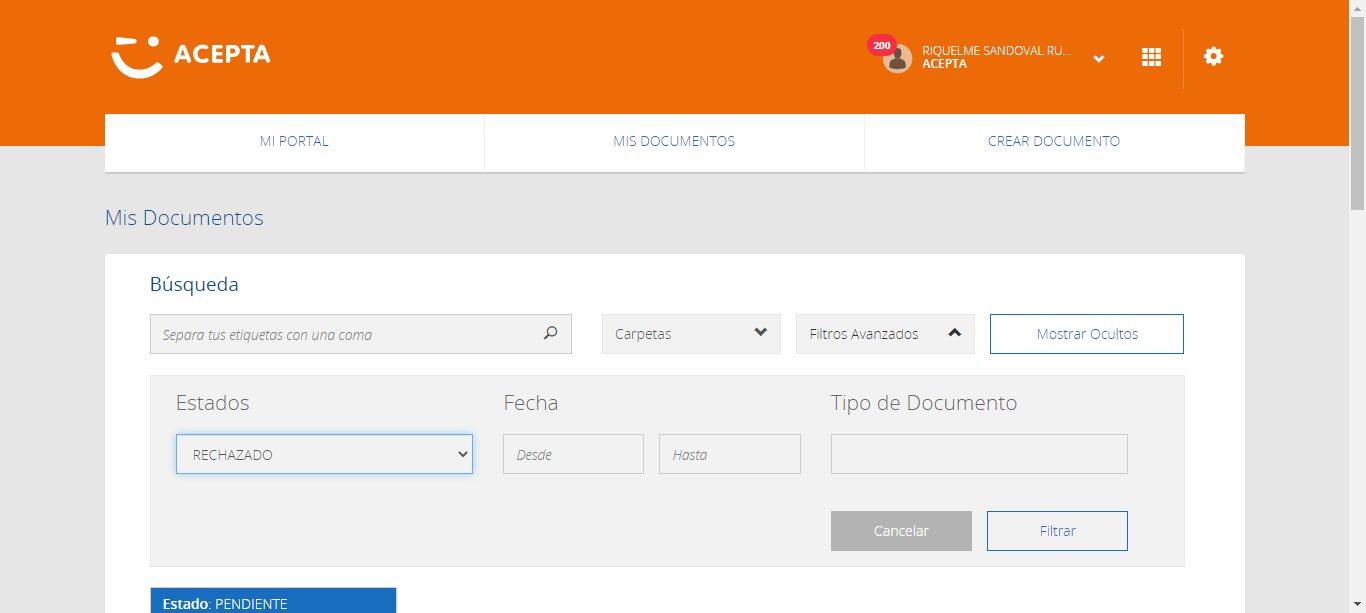 ACEPTA
200
RIQUELME SANDOVAL RU...
ACEPTA
MI PORTAL
MIS DOCUMENTOS
CREAR DOCUMENTO
Mis Documentos
Búsqueda
Separa tus etiquetas con una coma
Carpetas
Filtros Avanzados
Mostrar Ocultos
Estados
Fecha
Tipo de Documento
RECHAZADO
Desde
Hasta
Cancelar
Filtrar
Estado: PENDIENTE